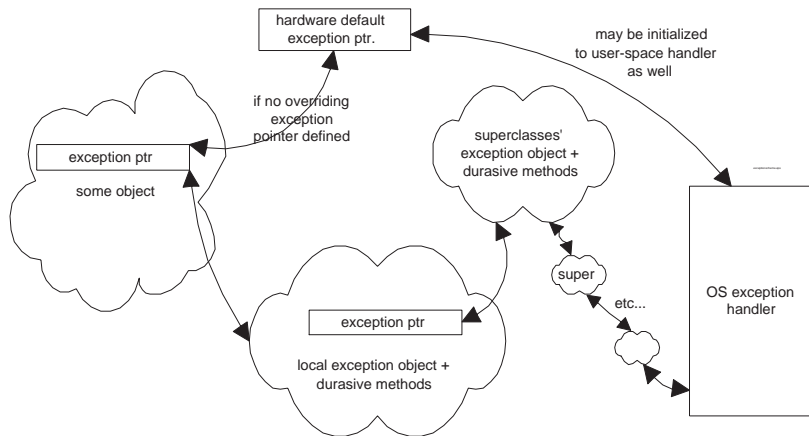 hardware default
exception ptr.
may be initialized
to user-space handler
as well
if no overriding
exception
pointer defined
exception ptr
some object
superclasses'
exception object +
durasive methods
super
etc...
OS exception
handler
exception ptr
local exception object +
durasive methods